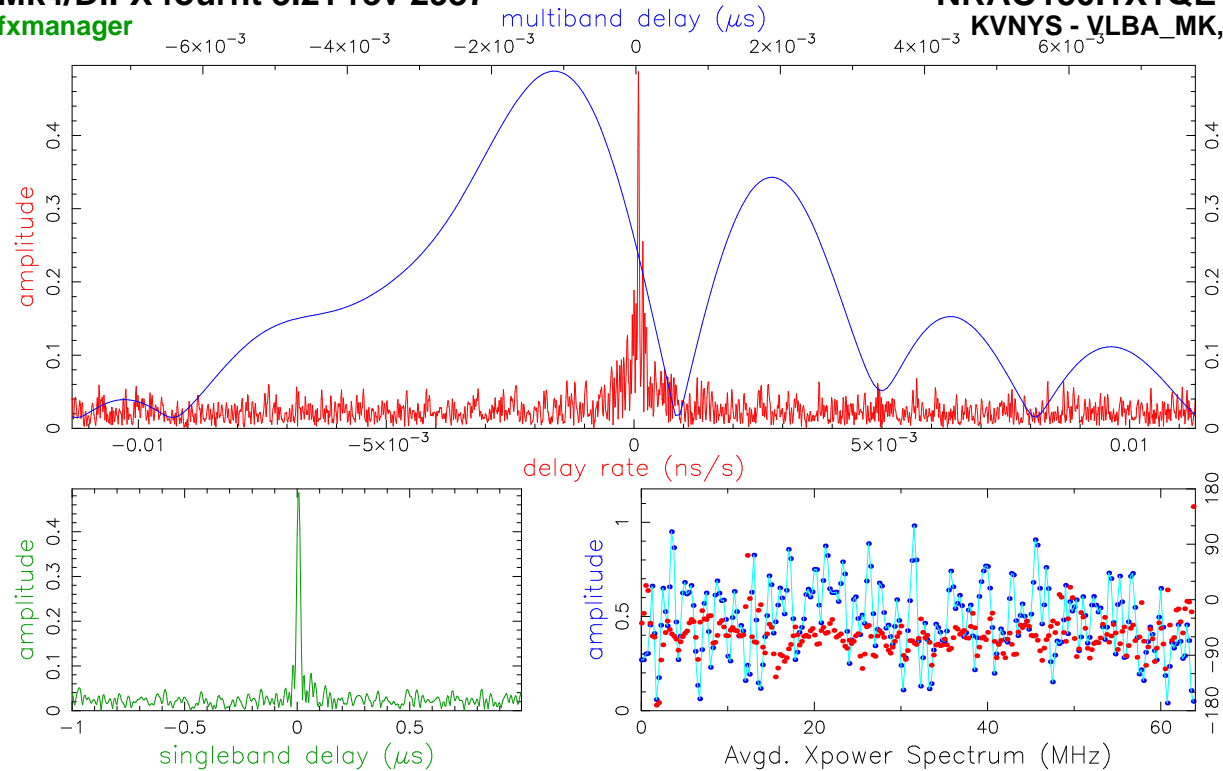 multiband delay (μs)
fxmanager
KVNYS - VLBA_MK,
−6×10⁻³ −4×10⁻³ −2×10⁻³ 0 2×10⁻³ 4×10⁻³ 6×10⁻³
amplitude
0 0.1 0.2 0.3 0.4
0 0.1 0.2 0.3 0.4
−0.01 −5×10⁻³ 0 5×10⁻³ 0.01
delay rate (ns/s)
amplitude
0 0.1 0.2 0.3 0.4
−1 −0.5 0 0.5
singleband delay (μs)
amplitude
0 0.5 1
−180 −90 0 90 180
0 20 40 60
Avgd. Xpower Spectrum (MHz)